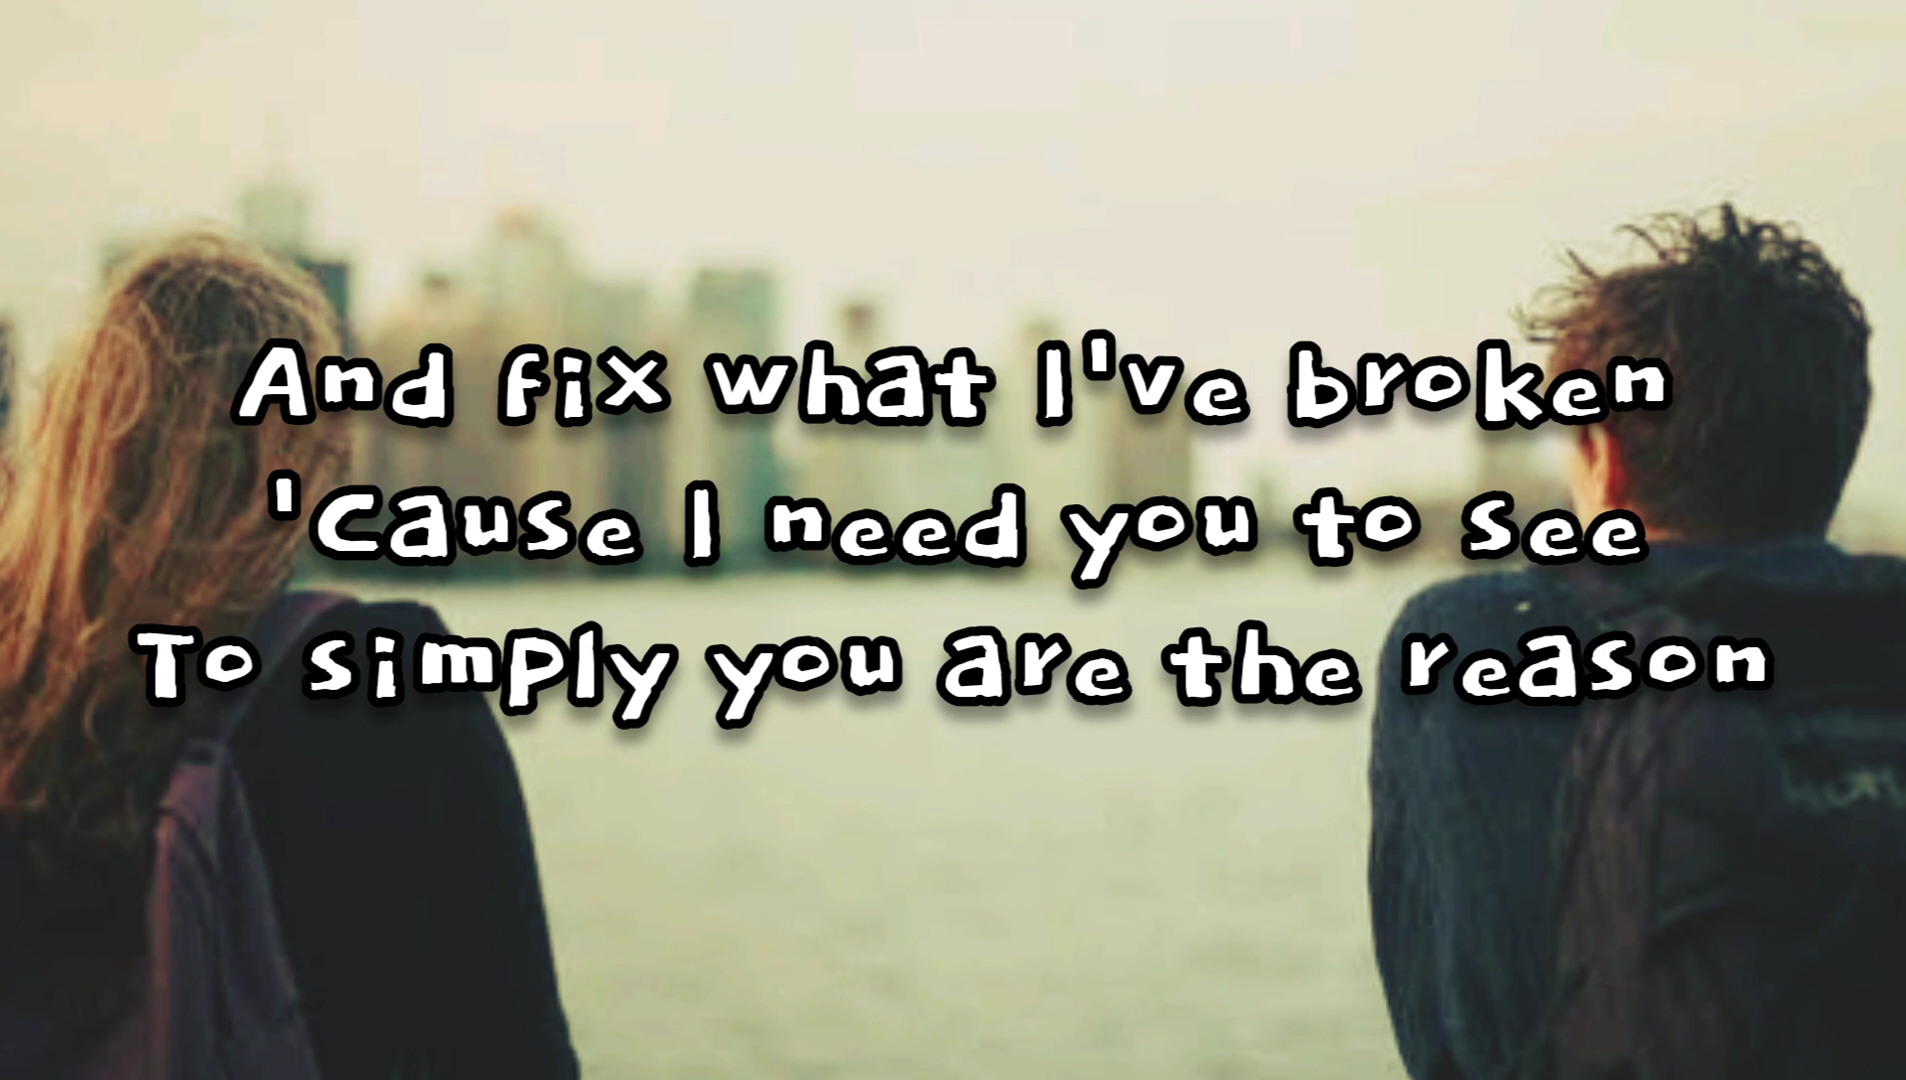 And fix what I've broken
'Cause I need you to see
To simply you are the reason